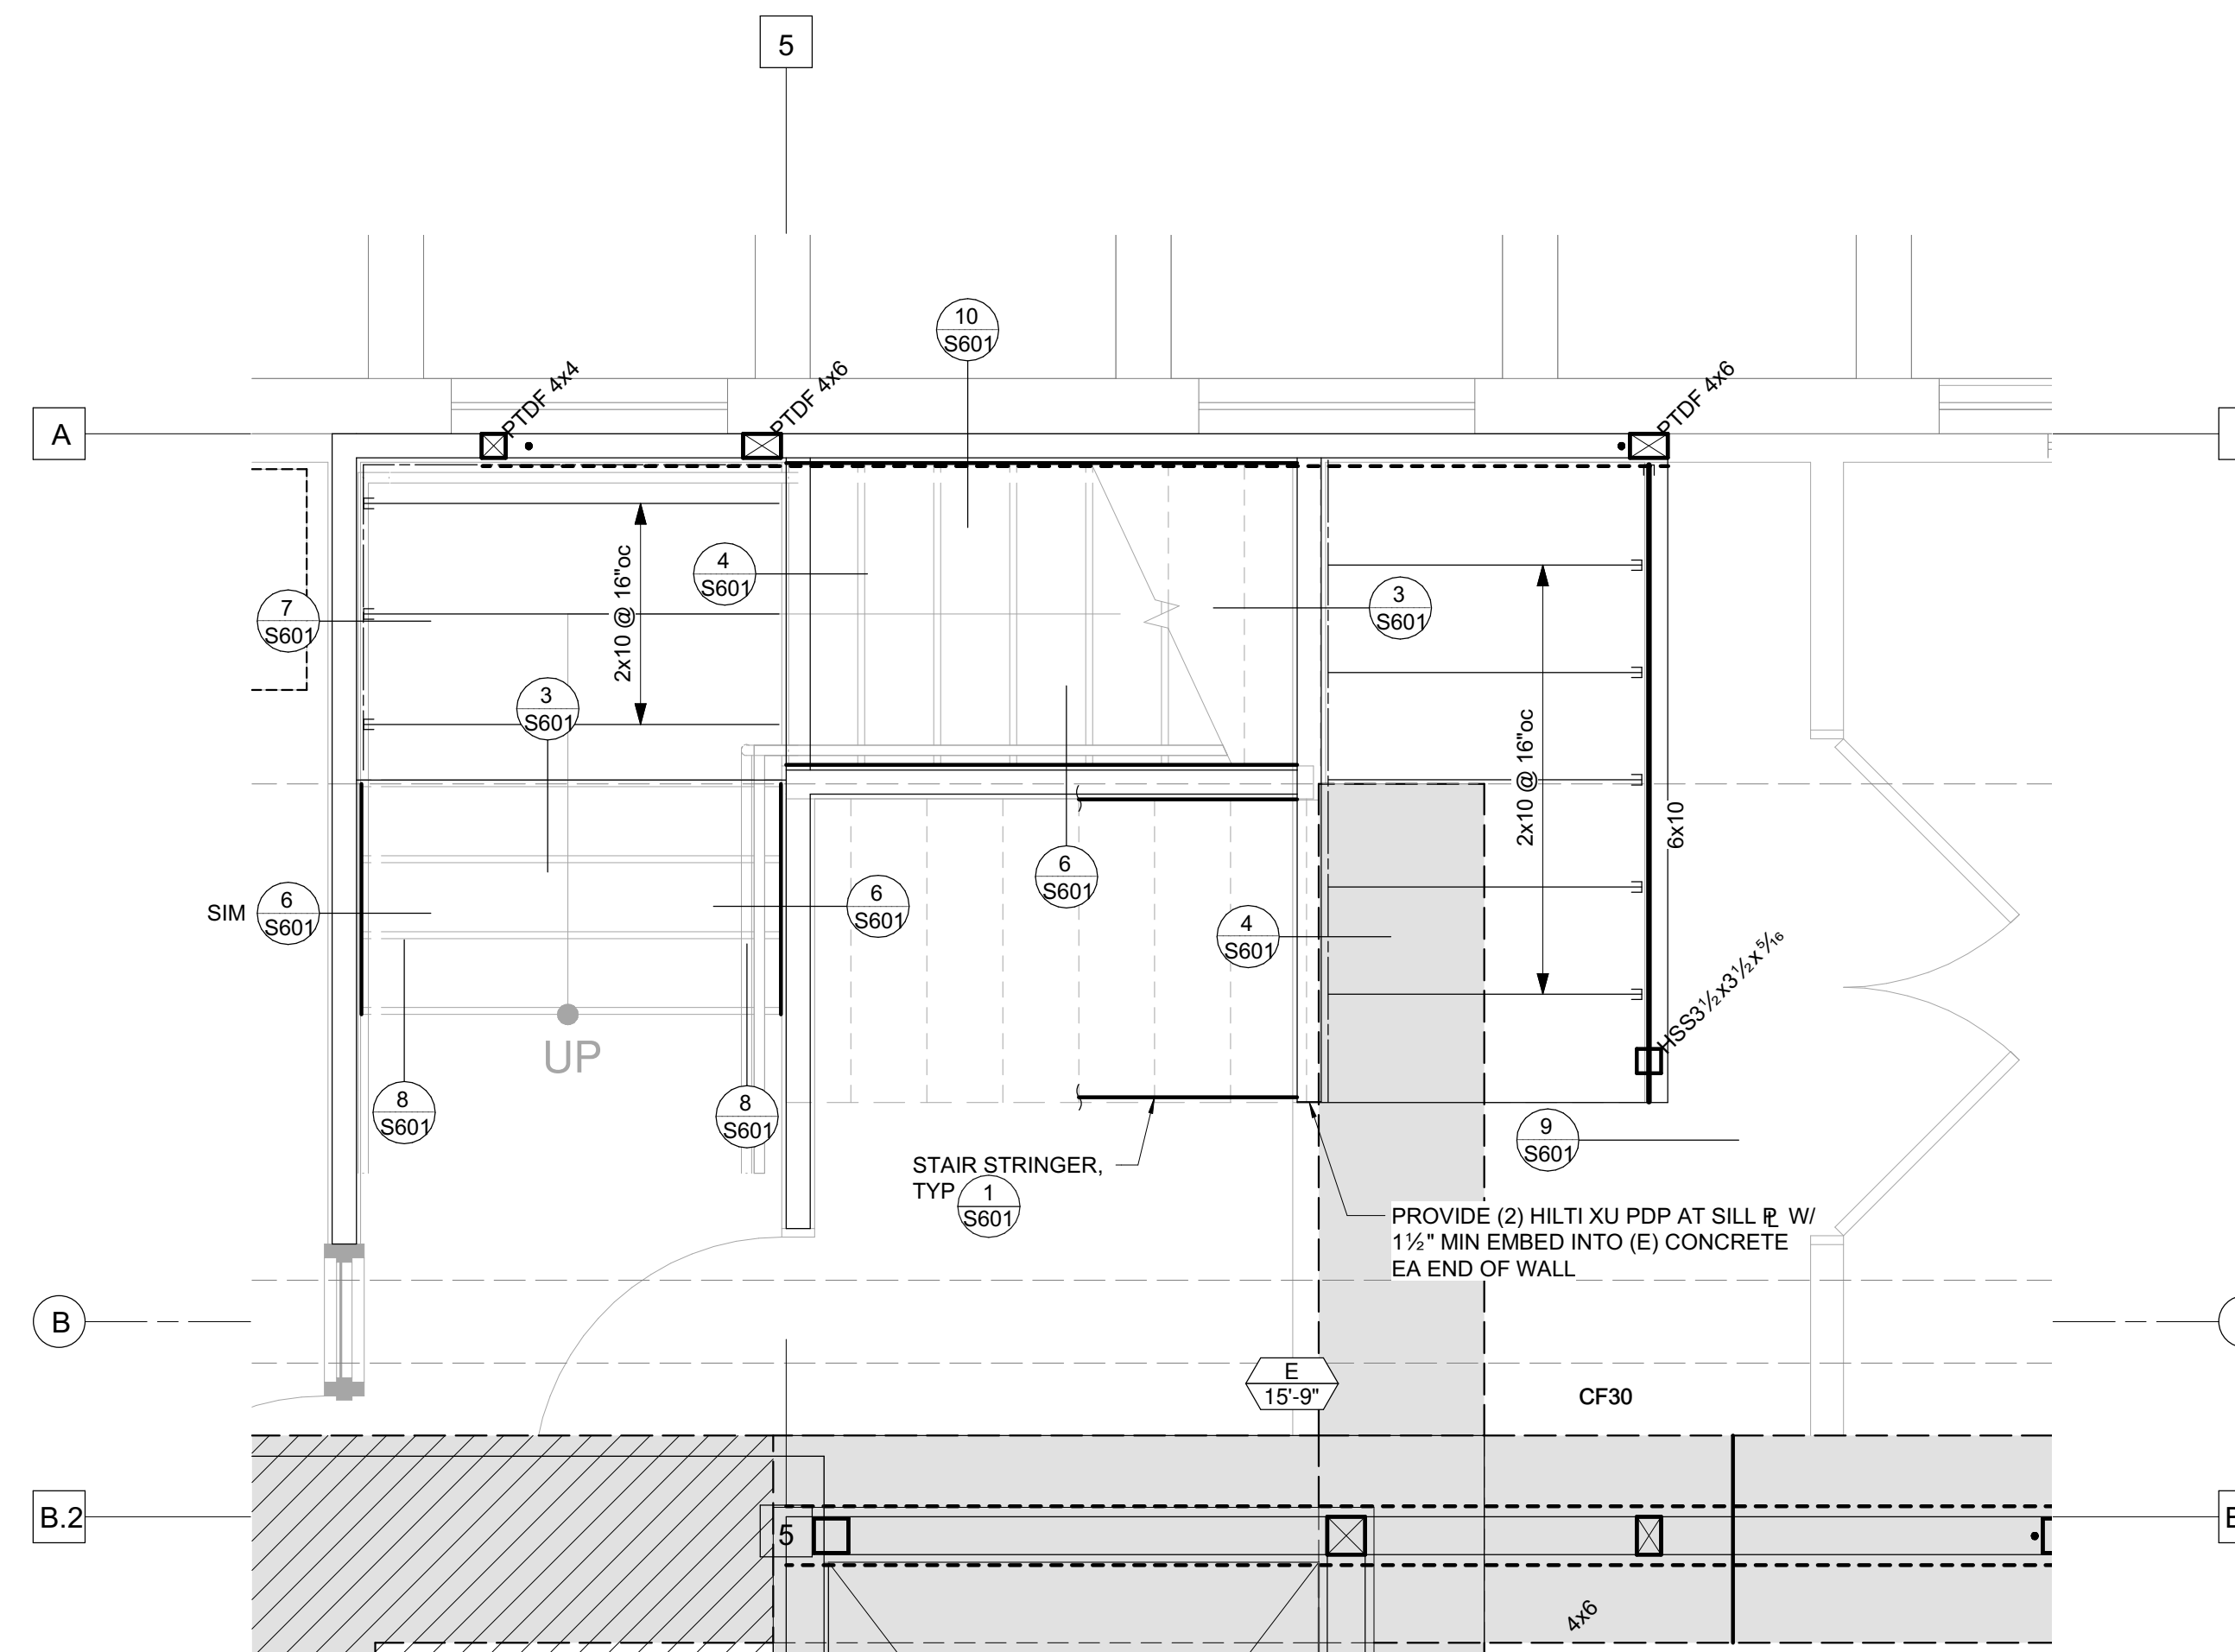 5
10
S601
PTDF 4x4
PTDF 4x6
PTDF 4x6
A
4
S601
3
S601
7
S601
2x10 @ 16"oc
3
S601
2x10 @ 16"oc
6x10
6
S601
SIM
6
S601
6
S601
4
S601
HSS3½x3½x5⁄16
UP
8
S601
8
S601
9
S601
STAIR STRINGER,
TYP
1
S601
PROVIDE (2) HILTI XU PDP AT SILL ℄ W/
1½" MIN EMBED INTO (E) CONCRETE
EA END OF WALL
B
E
15'-9"
CF30
B.2
5
4x6